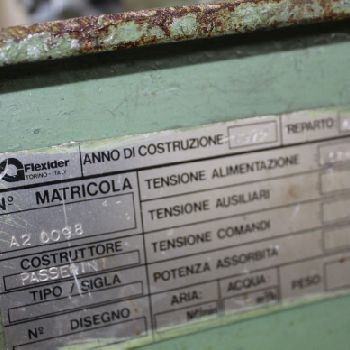 Flexider
TORINO - ITALY
ANNO DI COSTRUZIONE
REPARTO
N° MATRICOLA
TENSIONE ALIMENTAZIONE
A2 0098
TENSIONE AUSILIARI
COSTRUTTORE
TENSIONE COMANDI
PASSERINI
TIPO / SIGLA
POTENZA ASSORBITA
N° DISEGNO
ARIA:
ACQUA:
PESO